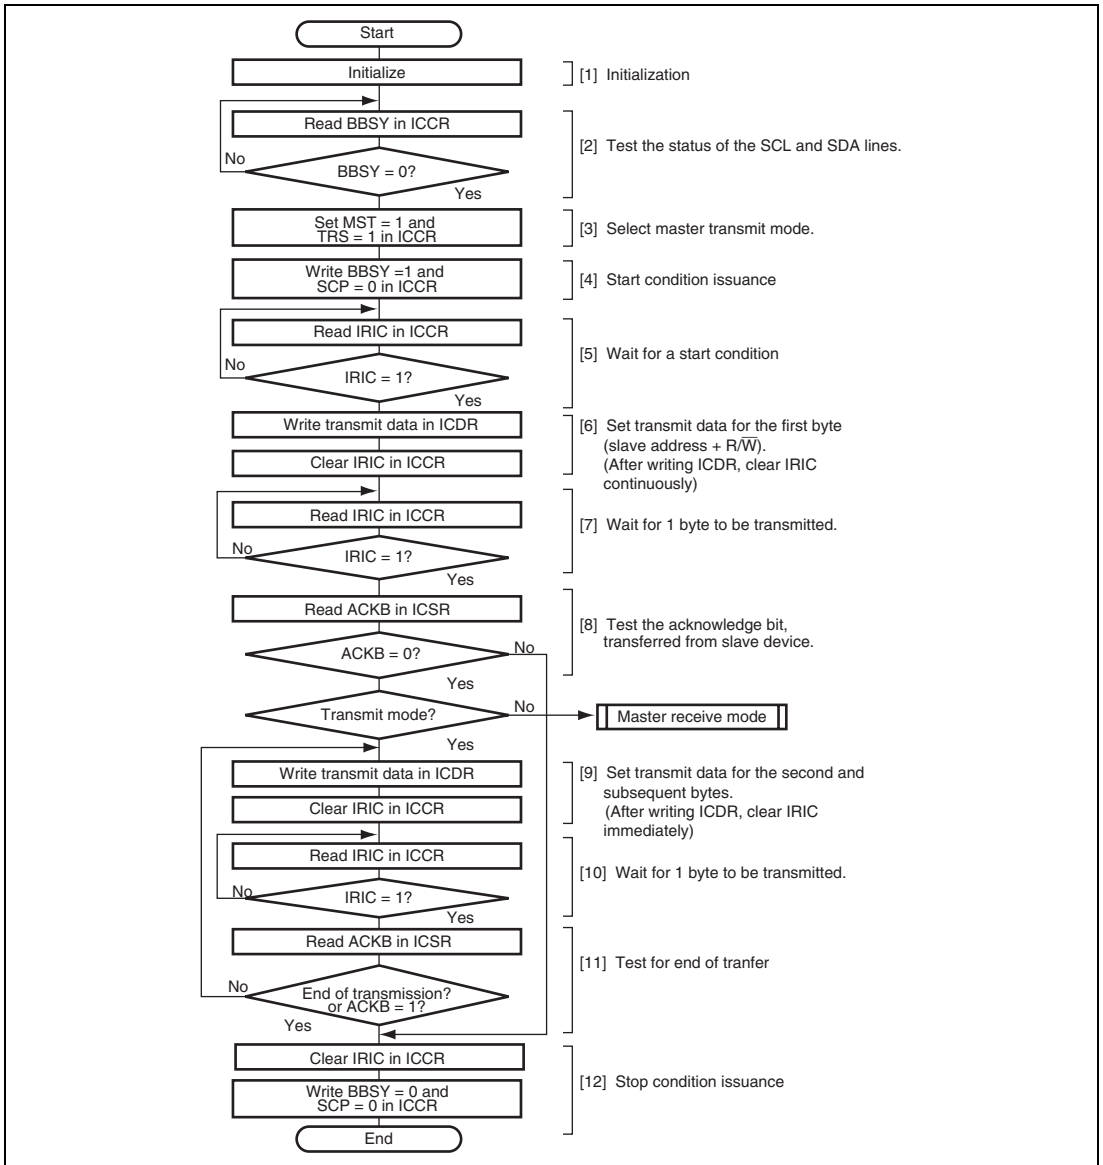 Start
Initialize
[1] Initialization
Read BBSY in ICCR
[2] Test the status of the SCL and SDA lines.
No
BBSY = 0?
Yes
Set MST = 1 and
TRS = 1 in ICCR
[3] Select master transmit mode.
Write BBSY =1 and
SCP = 0 in ICCR
[4] Start condition issuance
Read IRIC in ICCR
[5] Wait for a start condition
No
IRIC = 1?
Yes
Write transmit data in ICDR
[6] Set transmit data for the first byte
(slave address + R/W̅).
(After writing ICDR, clear IRIC
continuously)
Clear IRIC in ICCR
Read IRIC in ICCR
[7] Wait for 1 byte to be transmitted.
No
IRIC = 1?
Yes
Read ACKB in ICSR
[8] Test the acknowledge bit,
transferred from slave device.
ACKB = 0?
No
Yes
Transmit mode?
No
Master receive mode
Yes
Write transmit data in ICDR
[9] Set transmit data for the second and
subsequent bytes.
(After writing ICDR, clear IRIC
immediately)
Clear IRIC in ICCR
Read IRIC in ICCR
[10] Wait for 1 byte to be transmitted.
No
IRIC = 1?
Yes
Read ACKB in ICSR
[11] Test for end of tranfer
No
End of transmission?
or ACKB = 1?
Yes
Clear IRIC in ICCR
[12] Stop condition issuance
Write BBSY = 0 and
SCP = 0 in ICCR
End